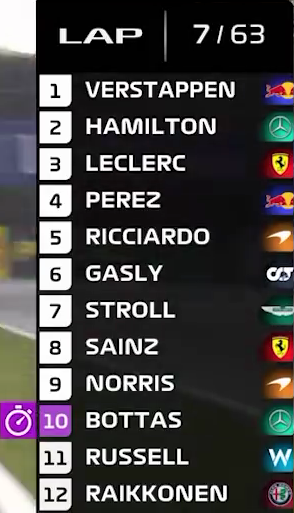 LAP 7/63
1 VERSTAPPEN
2 HAMILTON
3 LECLERC
4 PEREZ
5 RICCIARDO
6 GASLY
7 STROLL
8 SAINZ
9 NORRIS
10 BOTTAS
11 RUSSELL W
12 RAIKKONEN